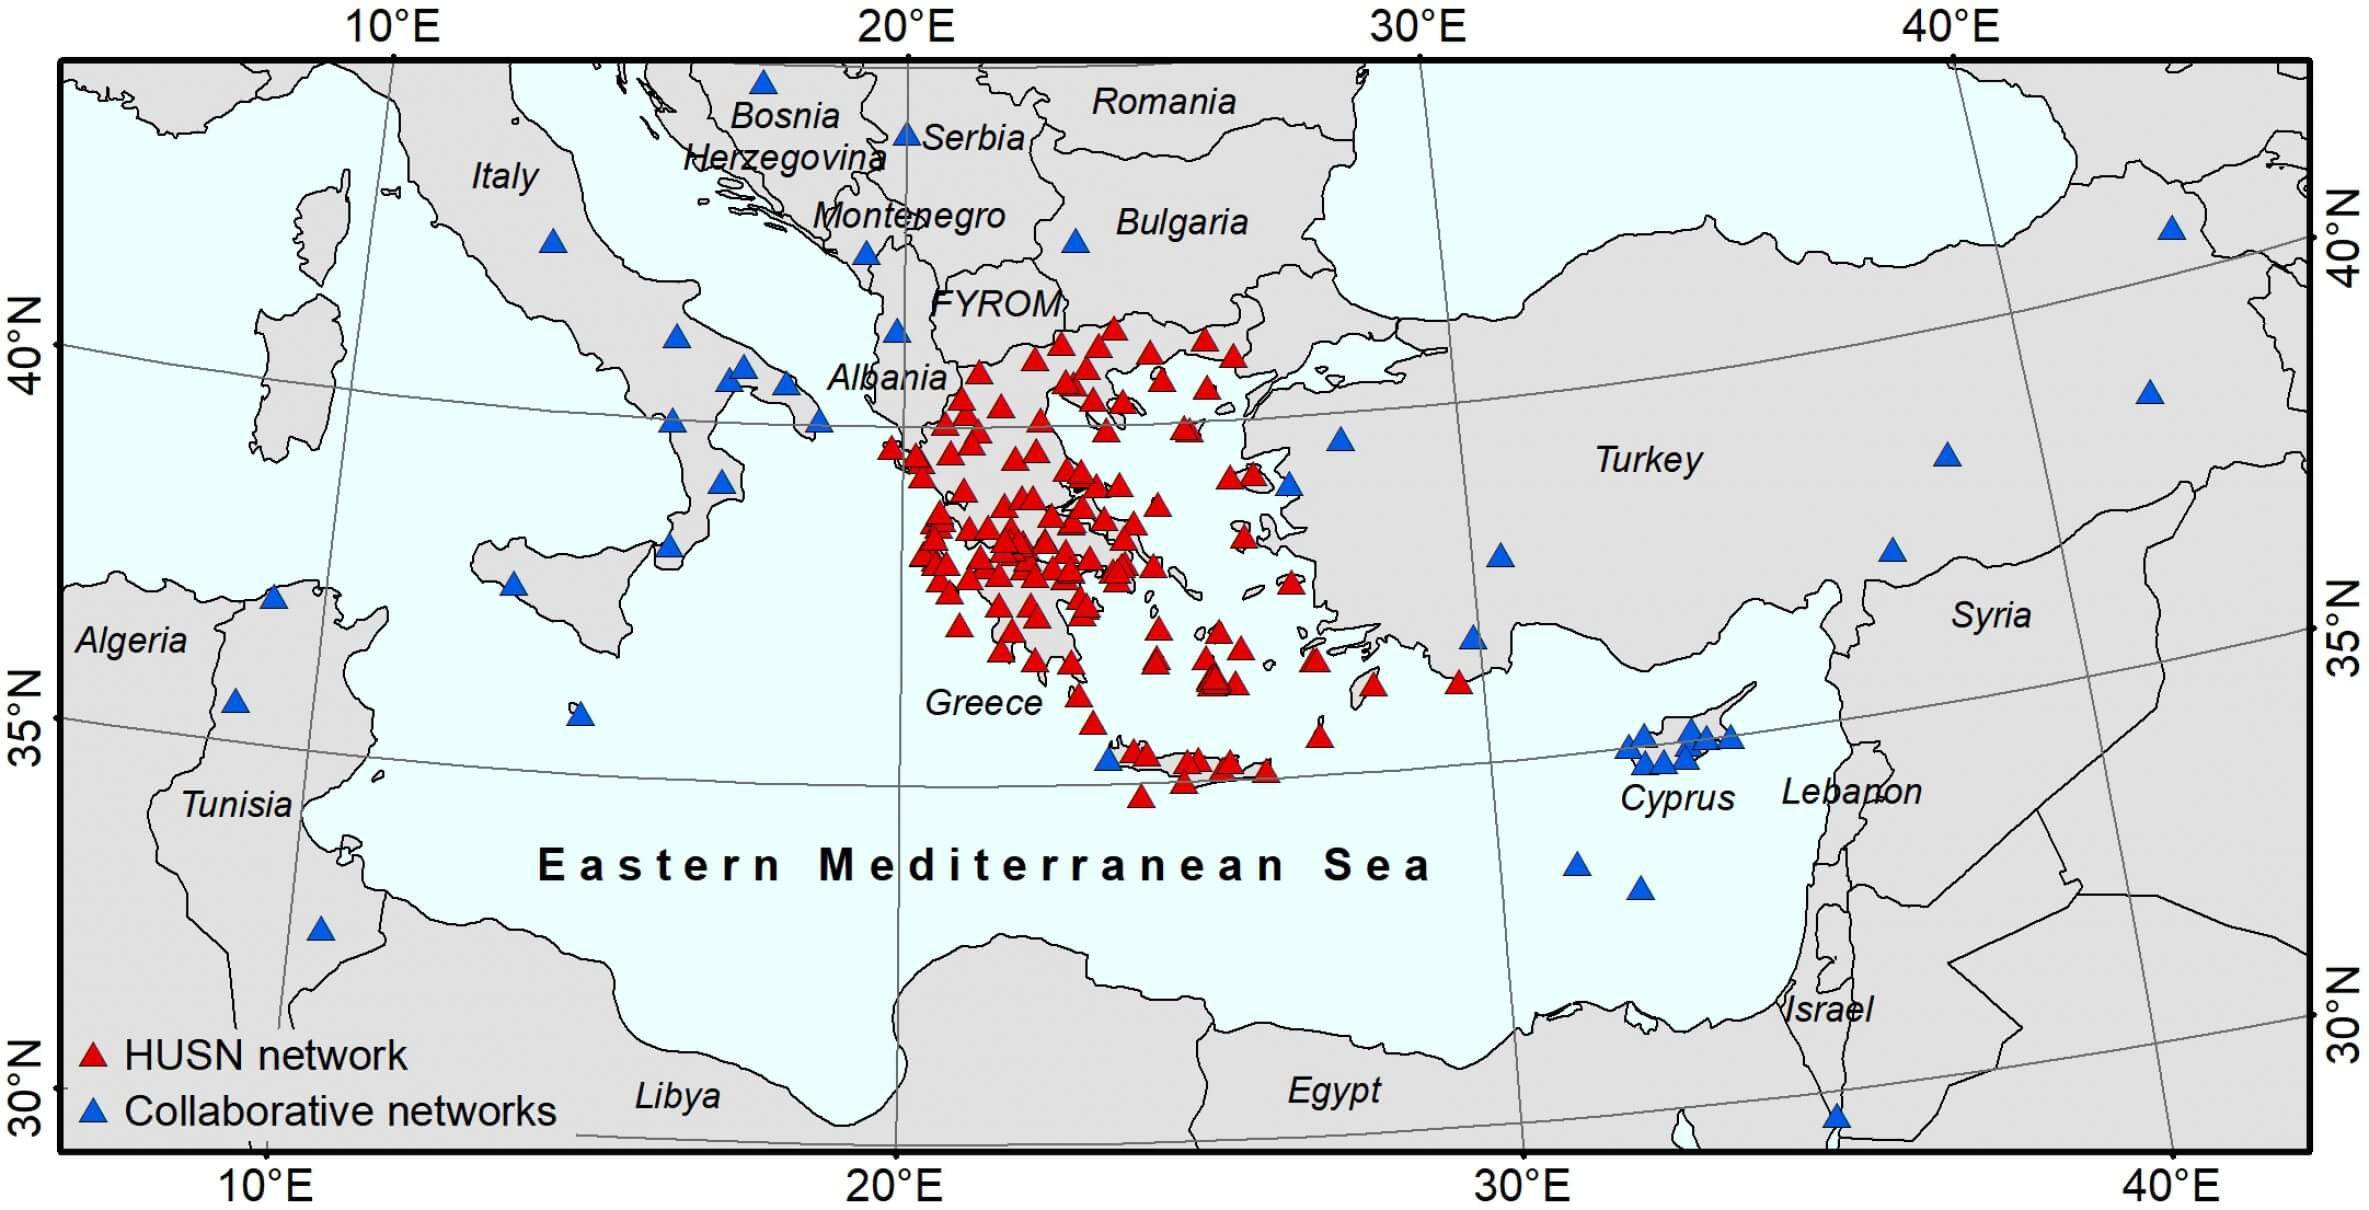 10°E 20°E 30°E 40°E
Romania
Bosnia
Herzegovina
Serbia
Italy
Montenegro
Bulgaria
40°N
40°N
FYROM
Albania
Turkey
Syria
Algeria
35°N
35°N
Greece
Tunisia
Cyprus
Lebanon
Eastern Mediterranean Sea
Israel
30°N
30°N
HUSN network
Collaborative networks
Libya
Egypt
10°E 20°E 30°E 40°E